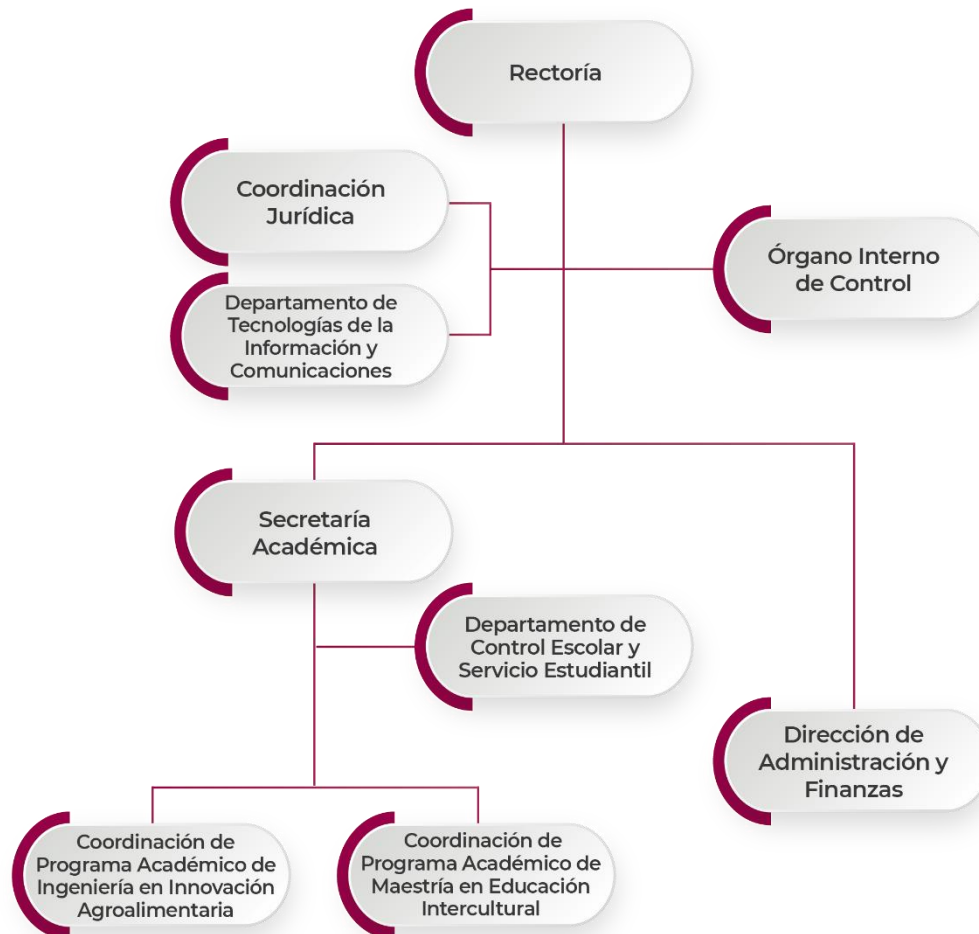 Rectoría
Coordinación
Jurídica
Órgano Interno
de Control
Departamento de
Tecnologías de la
Información y
Comunicaciones
Secretaría
Académica
Departamento de
Control Escolar y
Servicio Estudiantil
Dirección de
Administración y
Finanzas
Coordinación de
Programa Académico de
Ingeniería en Innovación
Agroalimentaria
Coordinación de
Programa Académico de
Maestría en Educación
Intercultural